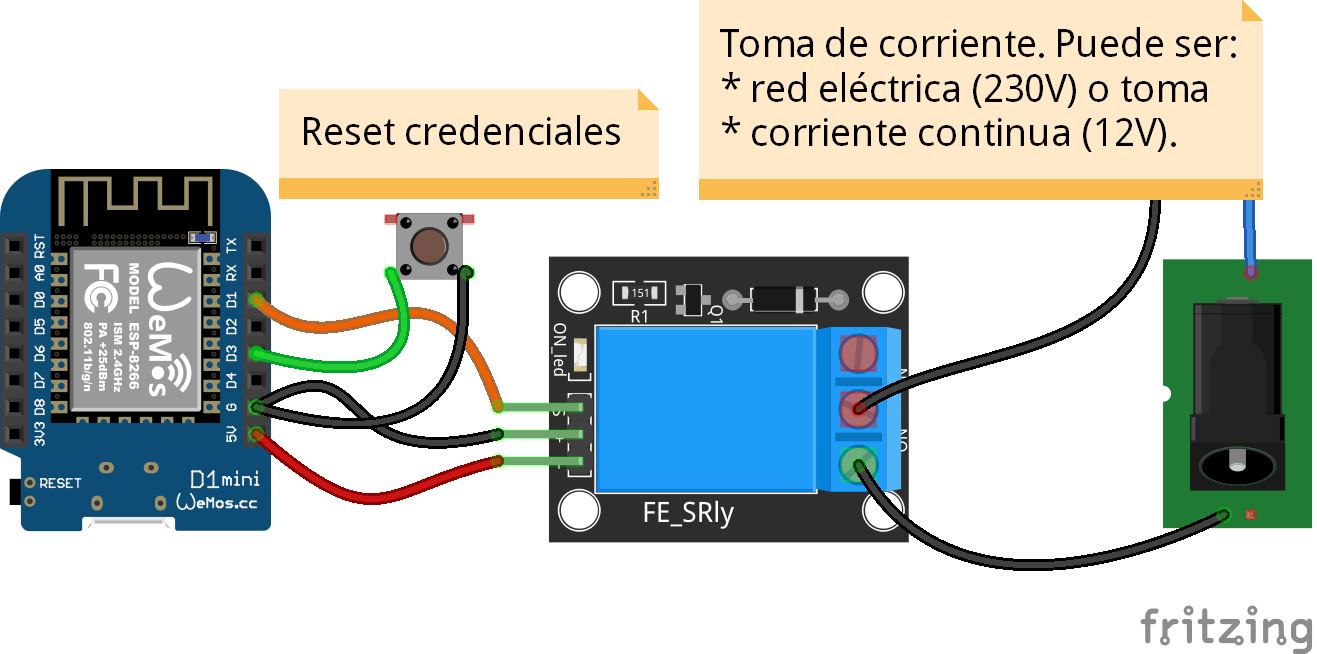 Toma de corriente. Puede ser:
* red eléctrica (230V) o toma
* corriente continua (12V).
Reset credenciales
RST
A0
D0
D5
D6
D7
D8
3V3
TX
RX
D1
D2
D3
D4
G
5V
WeMos
MODEL ESP-8266
ISM 2.4GHz
PA +25dBm
802.11b/g/n
FC
RESET
D1 mini
WeMos.cc
151
R1
Q1
ON_led
FE_SRly
fritzing